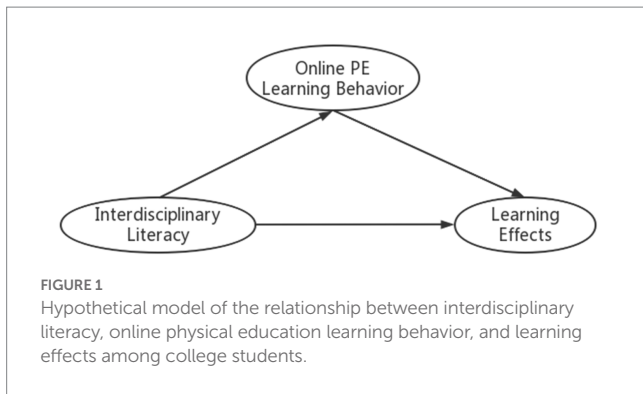 Online PE
Learning Behavior
Interdisciplinary
Literacy
Learning
Effects
FIGURE 1
Hypothetical model of the relationship between interdisciplinary
literacy, online physical education learning behavior, and learning
effects among college students.